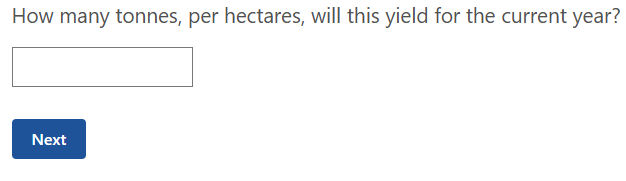 How many tonnes, per hectares, will this yield for the current year?
Next